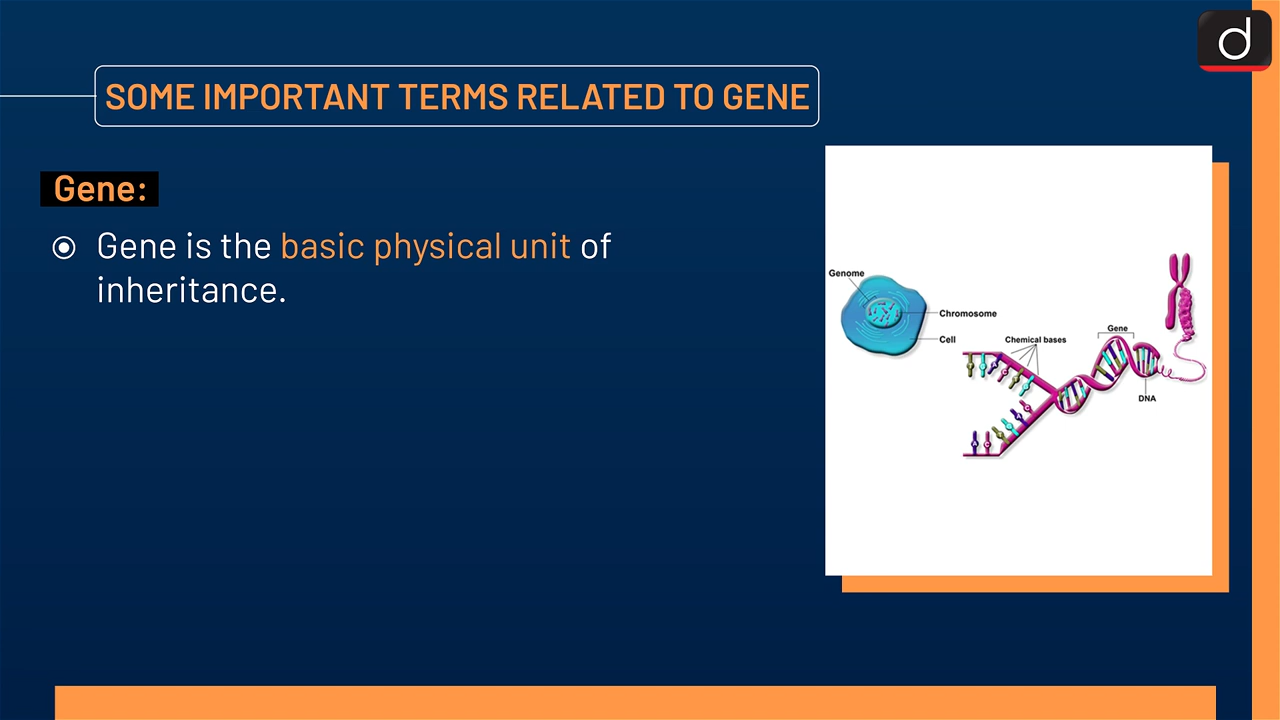 d
SOME IMPORTANT TERMS RELATED TO GENE
Gene:
Gene is the basic physical unit of
inheritance.
Genome
Chromosome
Cell
Chemical bases
Gene
DNA